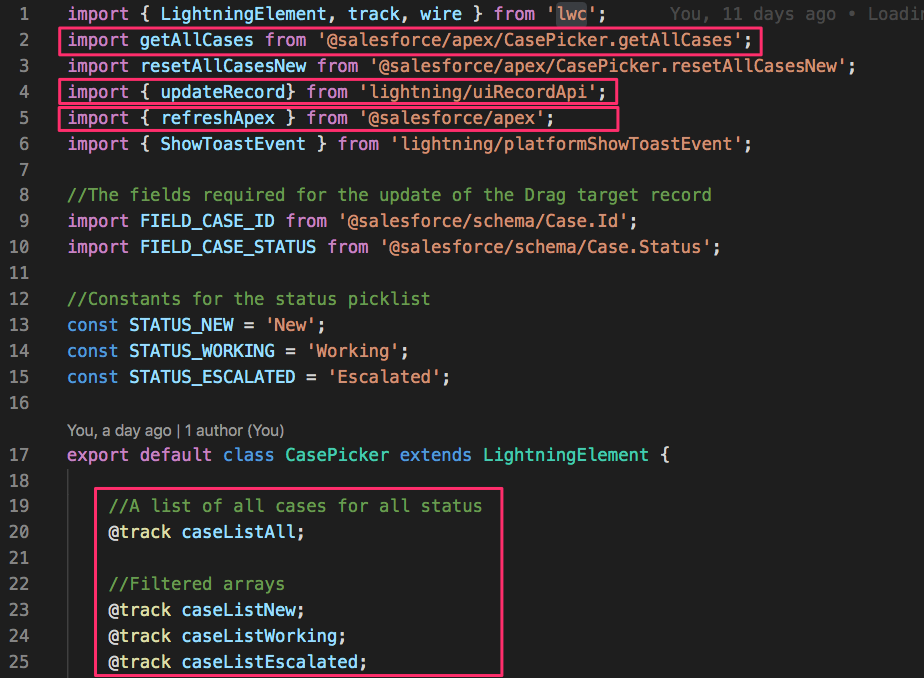 1 import { LightningElement, track, wire } from 'lwc'; You, 11 days ago • Loadin
2 import getAllCases from '@salesforce/apex/CasePicker.getAllCases';
3 import resetAllCasesNew from '@salesforce/apex/CasePicker.resetAllCasesNew';
4 import { updateRecord} from 'lightning/uiRecordApi';
5 import { refreshApex } from '@salesforce/apex';
6 import { ShowToastEvent } from 'lightning/platformShowToastEvent';
7
8 //The fields required for the update of the Drag target record
9 import FIELD_CASE_ID from '@salesforce/schema/Case.Id';
10 import FIELD_CASE_STATUS from '@salesforce/schema/Case.Status';
11
12 //Constants for the status picklist
13 const STATUS_NEW = 'New';
14 const STATUS_WORKING = 'Working';
15 const STATUS_ESCALATED = 'Escalated';
16
You, a day ago | 1 author (You)
17 export default class CasePicker extends LightningElement {
18
19 //A list of all cases for all status
20 @track caseListAll;
21
22 //Filtered arrays
23 @track caseListNew;
24 @track caseListWorking;
25 @track caseListEscalated;